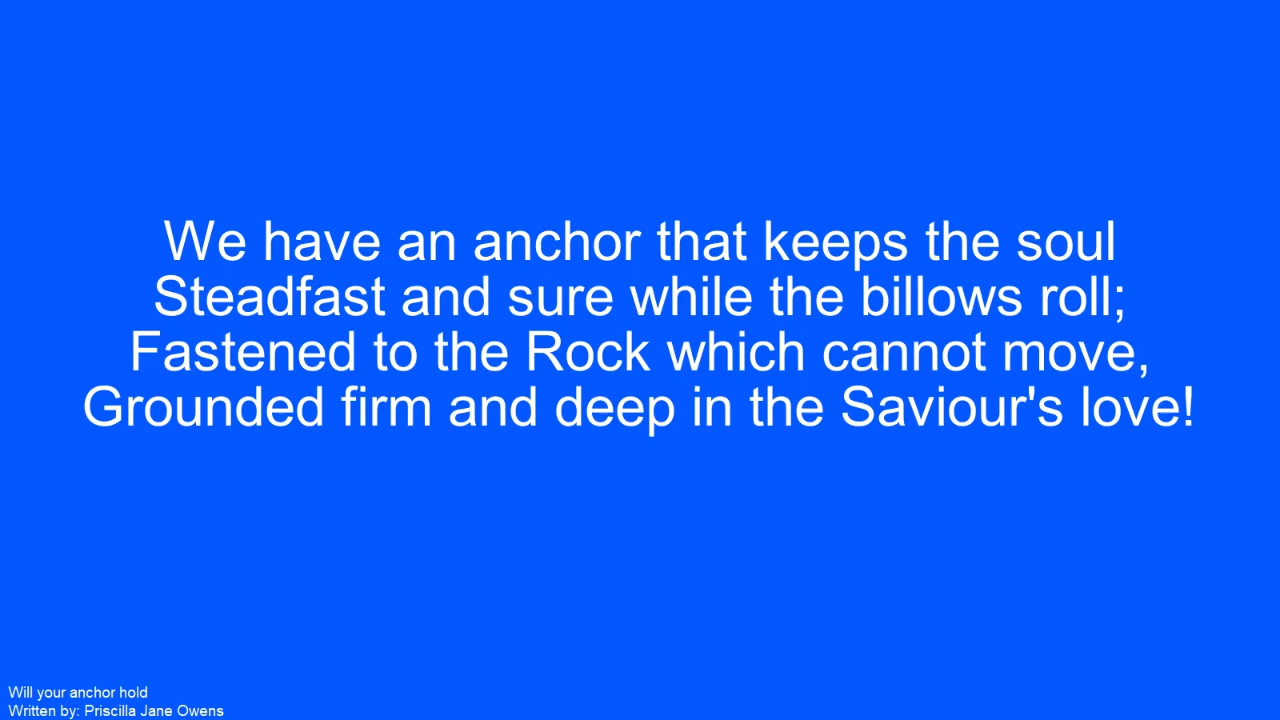 We have an anchor that keeps the soul
Steadfast and sure while the billows roll;
Fastened to the Rock which cannot move,
Grounded firm and deep in the Saviour's love!
Will your anchor hold
Written by: Priscilla Jane Owens